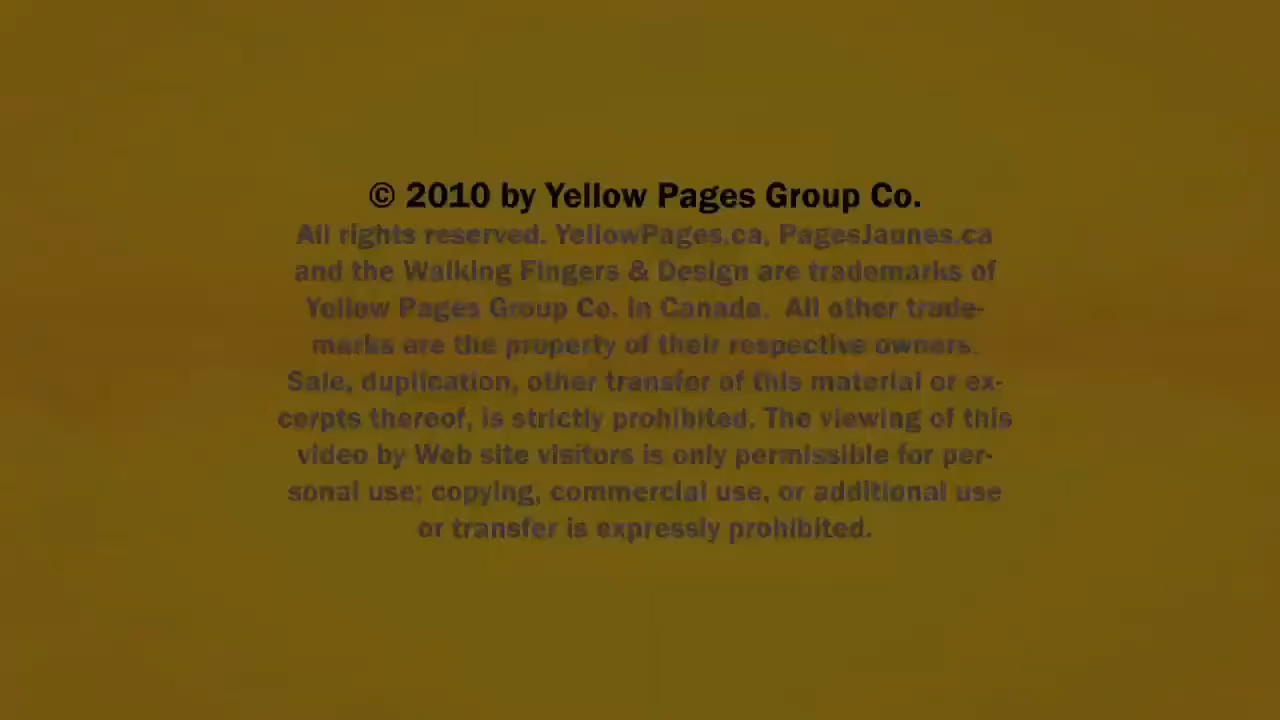 © 2010 by Yellow Pages Group Co.
All rights reserved. YellowPages.ca, PagesJaunes.ca
and the Walking Fingers & Design are trademarks of
Yellow Pages Group Co. in Canada.  All other trade-
marks are the property of their respective owners.
Sale, duplication, other transfer of this material or ex-
cerpts thereof, is strictly prohibited. The viewing of this
video by Web site visitors is only permissible for per-
sonal use; copying, commercial use, or additional use
or transfer is expressly prohibited.